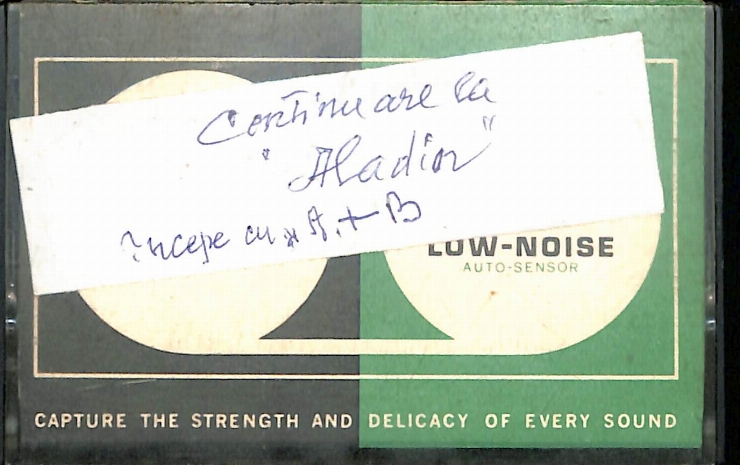 Continuare la
"Aladin"
începe cu A. + B
LOW-NOISE
AUTO-SENSOR
CAPTURE THE STRENGTH AND DELICACY OF EVERY SOUND